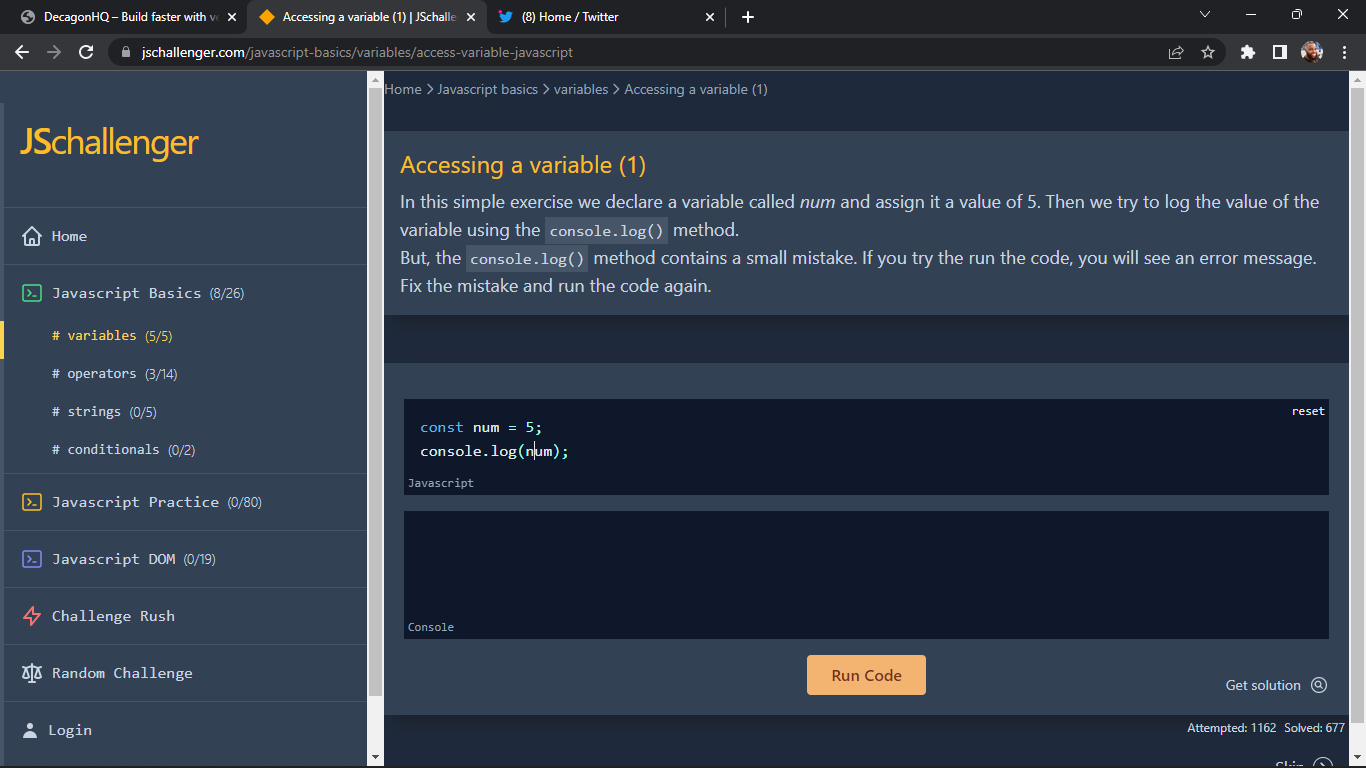 DecagonHQ – Build faster with ve
Accessing a variable (1) | JSchalle
(8) Home / Twitter
jschallenger.com/javascript-basics/variables/access-variable-javascript
JSchallenger
Home
Javascript Basics (8/26)
# variables (5/5)
# operators (3/14)
# strings (0/5)
# conditionals (0/2)
Javascript Practice (0/80)
Javascript DOM (0/19)
Challenge Rush
Random Challenge
Login
Home > Javascript basics > variables > Accessing a variable (1)
Accessing a variable (1)
In this simple exercise we declare a variable called num and assign it a value of 5. Then we try to log the value of the
variable using the console.log() method.
But, the console.log() method contains a small mistake. If you try the run the code, you will see an error message.
Fix the mistake and run the code again.
reset
const num = 5;
console.log(num);
Javascript
Console
Run Code
Get solution
Attempted: 1162 Solved: 677
Skip